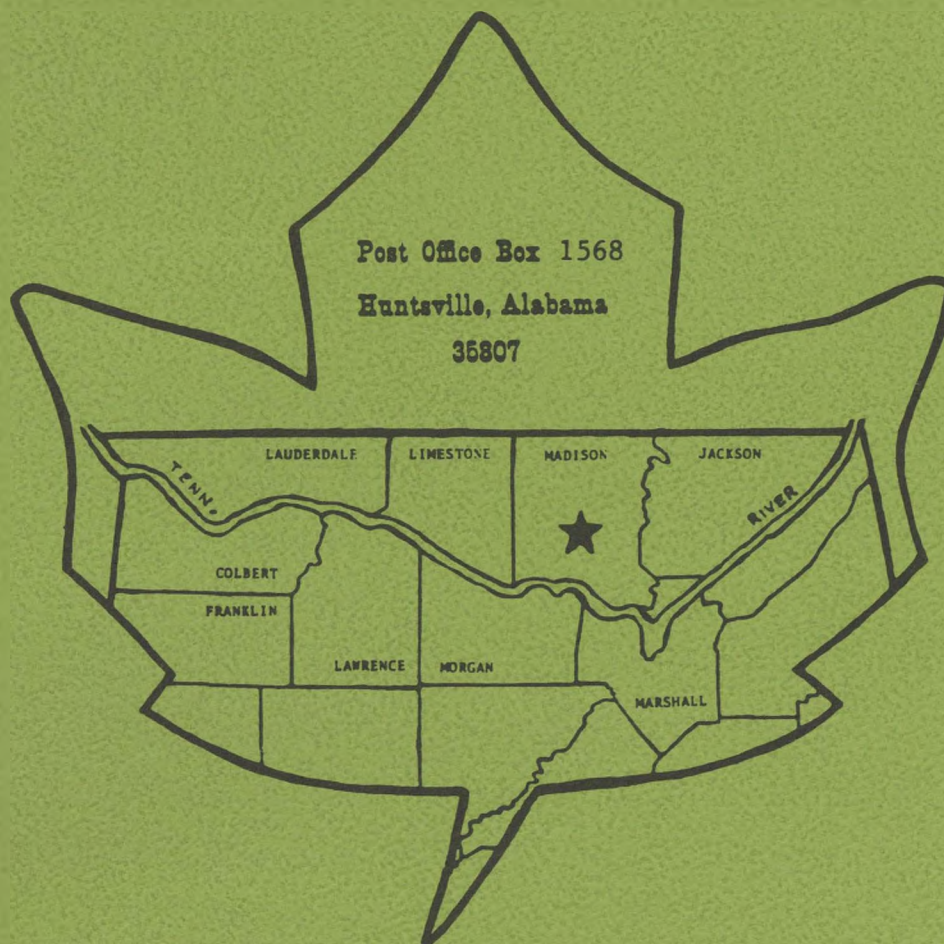 Post Office Box 1568
Huntsville, Alabama
35807
LAUDERDALE
LIMESTONE
MADISON
JACKSON
TENN.
RIVER
COLBERT
FRANKLIN
LAWRENCE
MORGAN
MARSHALL